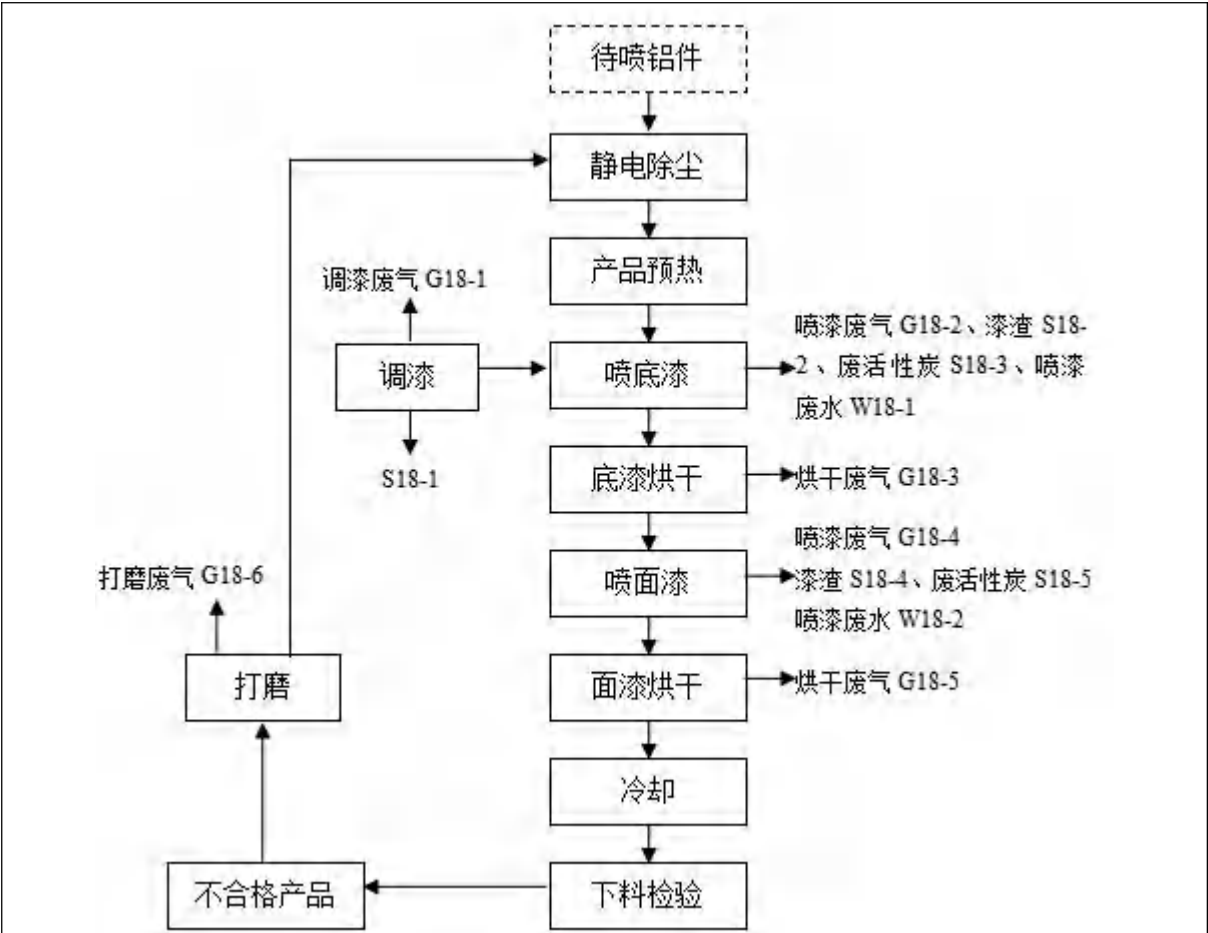 待喷铝件
静电除尘
产品预热
调漆废气 G18-1
喷漆废气 G18-2、漆渣 S18-
调漆
喷底漆
2、废活性炭 S18-3、喷漆
废水 W18-1
S18-1
底漆烘干
烘干废气 G18-3
喷漆废气 G18-4
打磨废气 G18-6
喷面漆
漆渣 S18-4、废活性炭 S18-5
喷漆废水 W18-2
打磨
面漆烘干
烘干废气 G18-5
冷却
不合格产品
下料检验